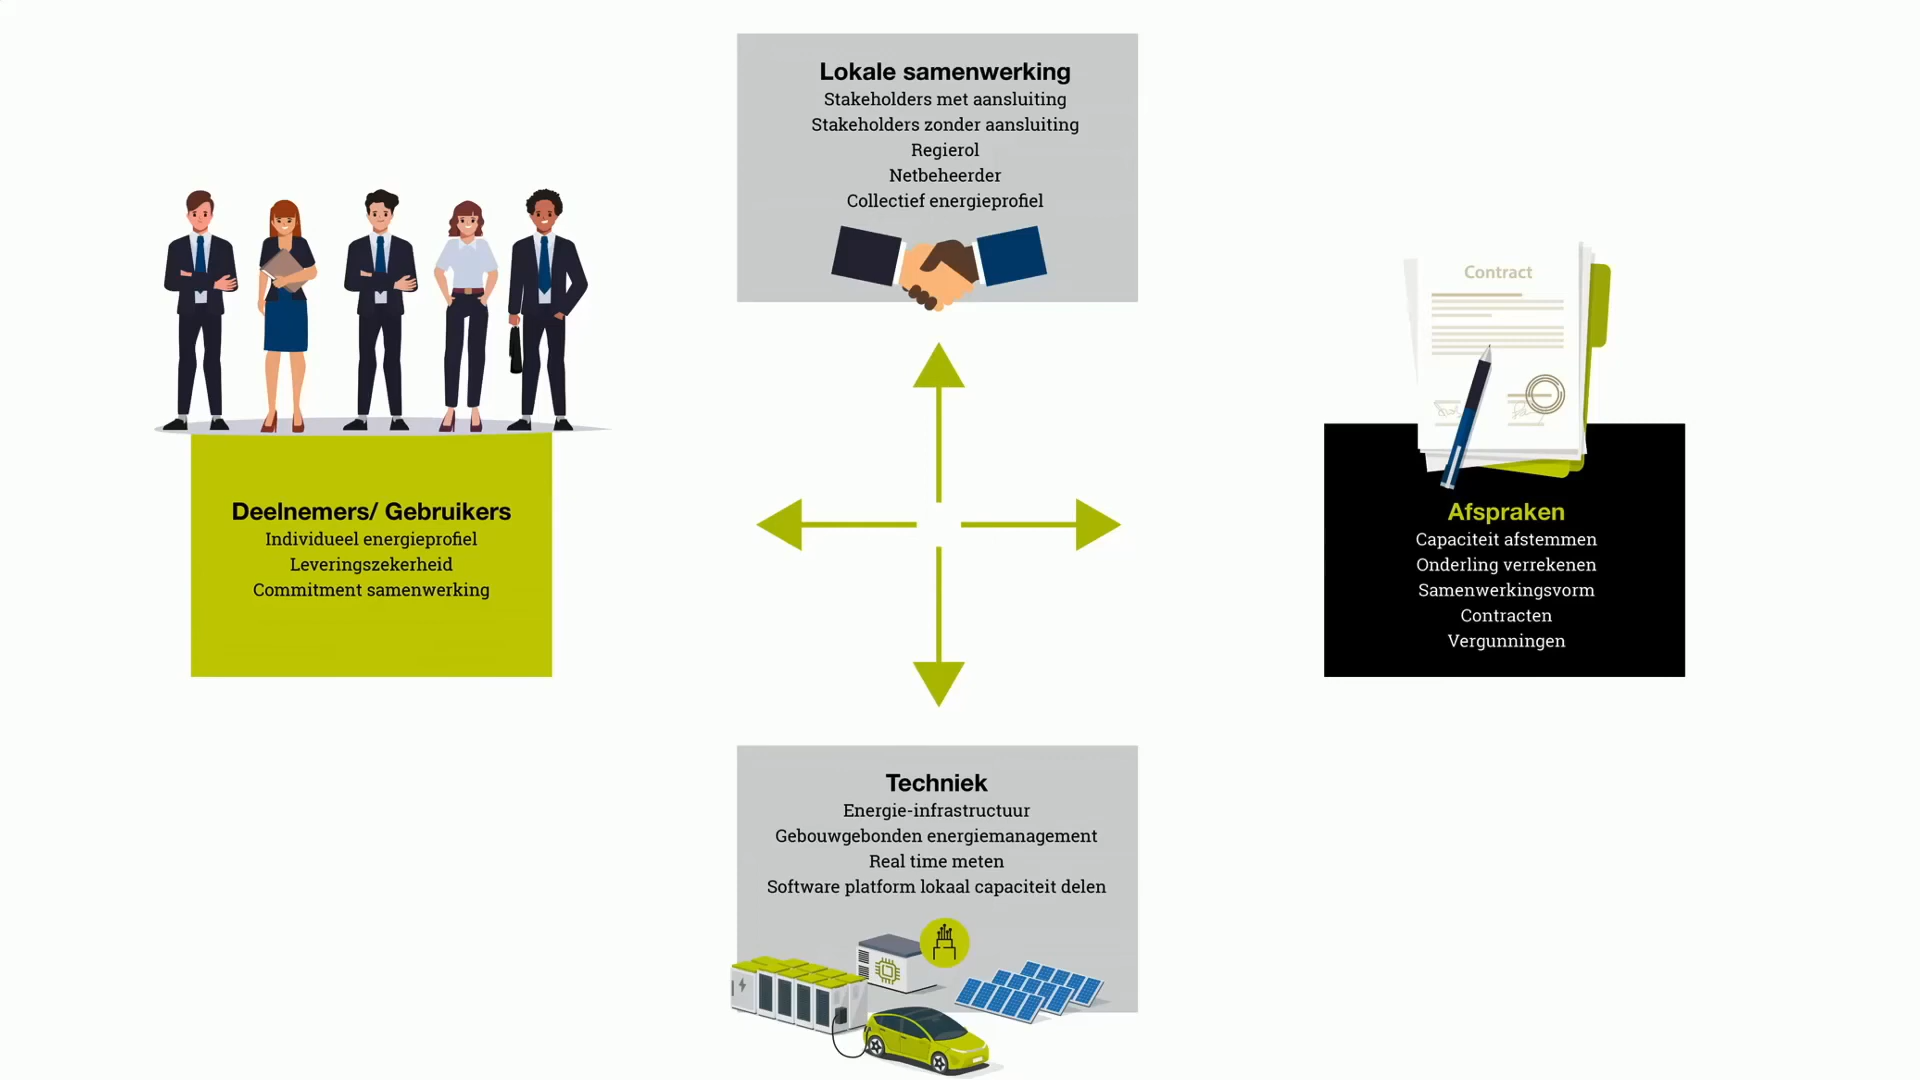 Lokale samenwerking
Stakeholders met aansluiting
Stakeholders zonder aansluiting
Regierol
Netbeheerder
Collectief energieprofiel
Deelnemers/ Gebruikers
Individueel energieprofiel
Leveringszekerheid
Commitment samenwerking
Contract
Afspraken
Capaciteit afstemmen
Onderling verrekenen
Samenwerkingsvorm
Contracten
Vergunningen
Techniek
Energie-infrastructuur
Gebouwgebonden energiemanagement
Real time meten
Software platform lokaal capaciteit delen